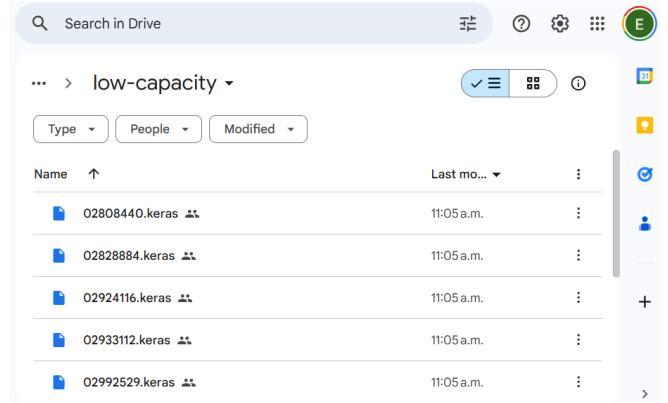 Search in Drive
E
... > low-capacity
31
Type People Modified
Name Last mo...
02808440.keras 11:05 a.m.
02828884.keras 11:05 a.m.
02924116.keras 11:05 a.m.
02933112.keras 11:05 a.m.
02992529.keras 11:05 a.m.